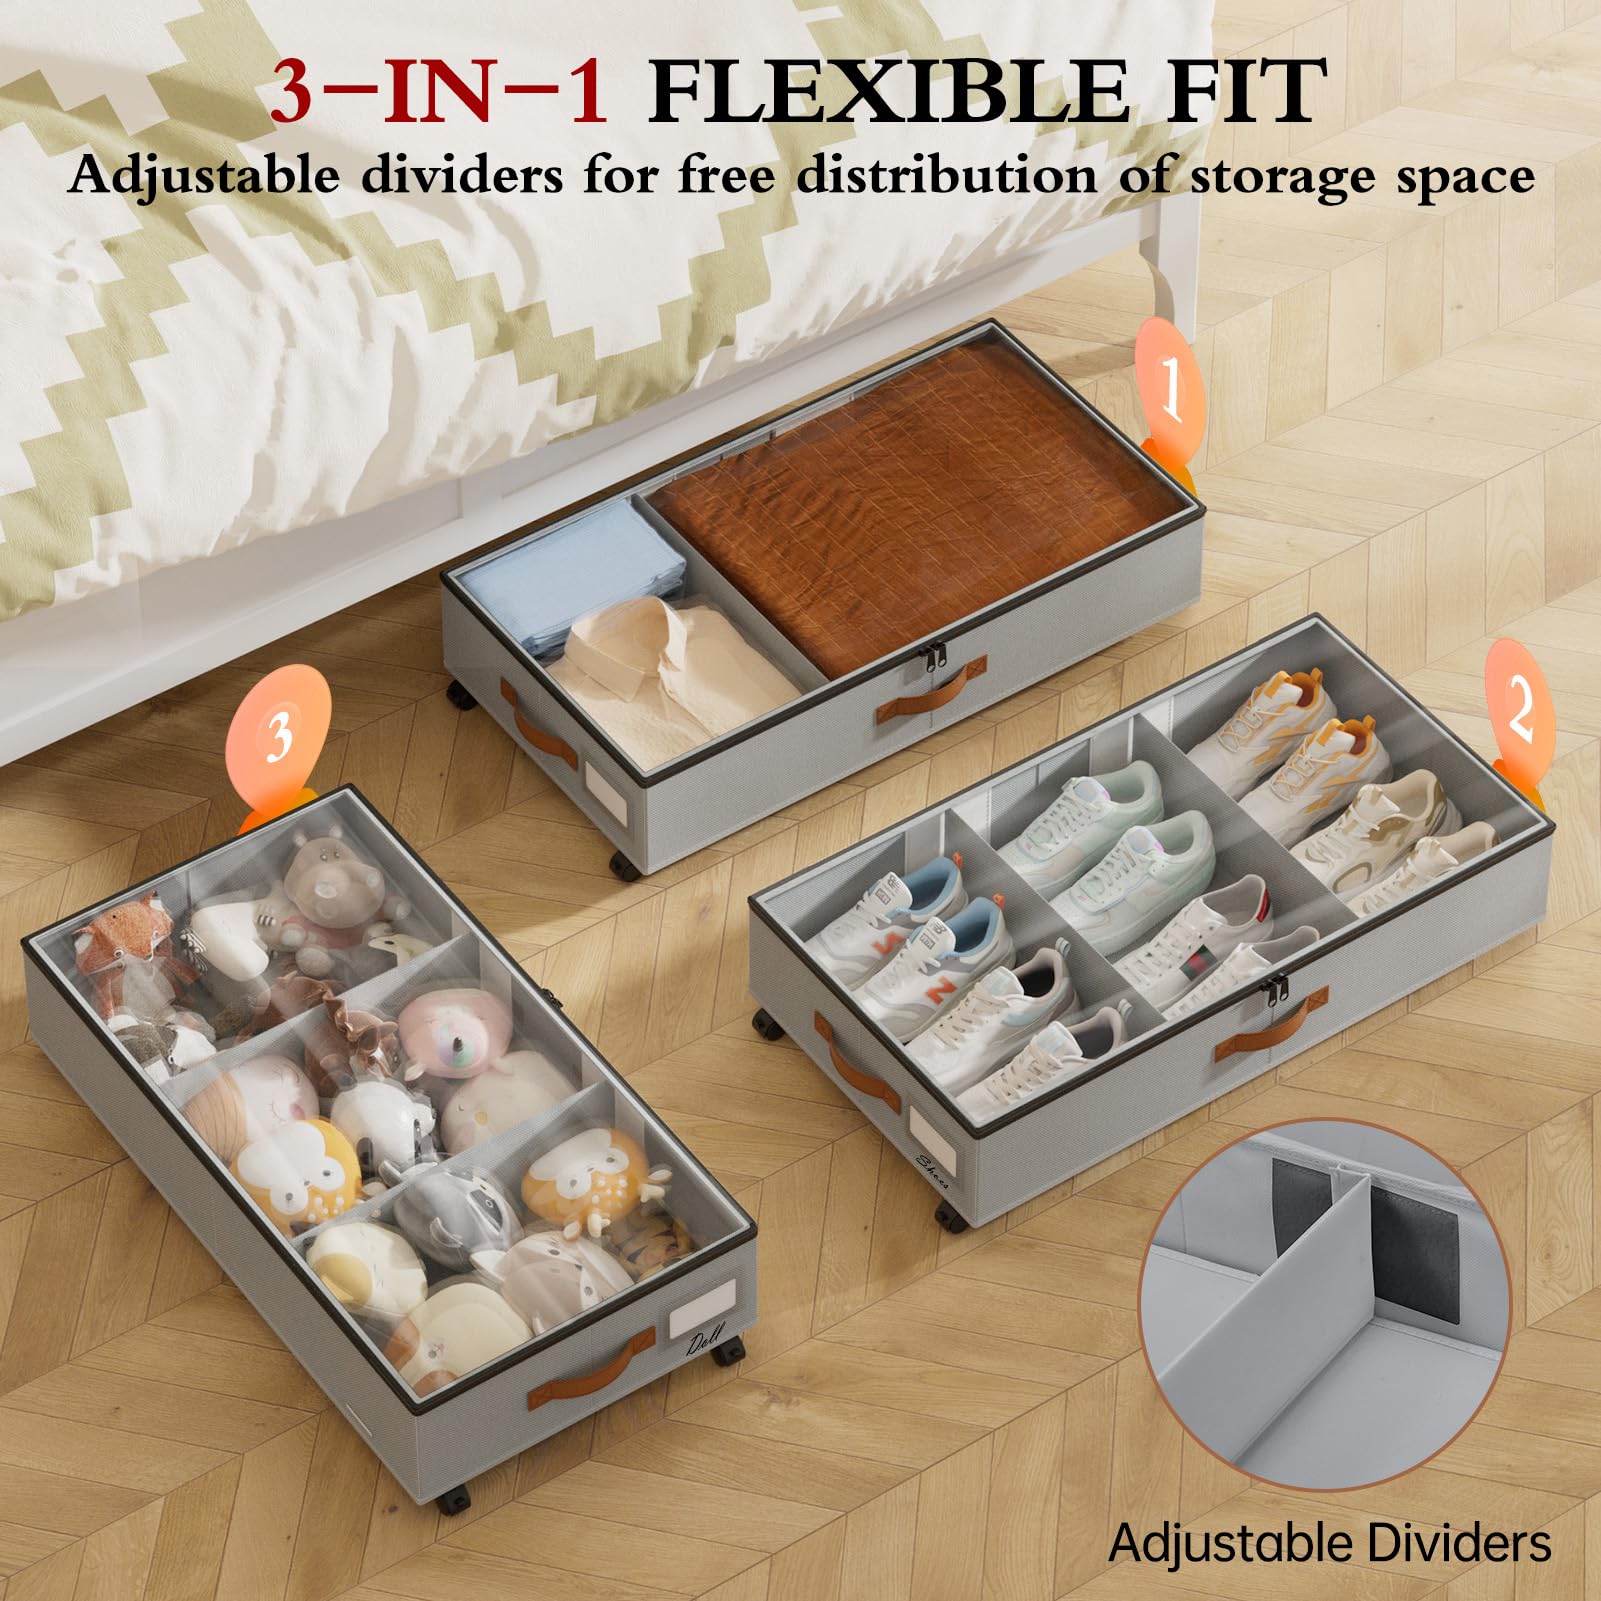 3-IN-1 FLEXIBLE FIT
Adjustable dividers for free distribution of storage space
1
2
3
N
Shoes
Doll
Adjustable Dividers